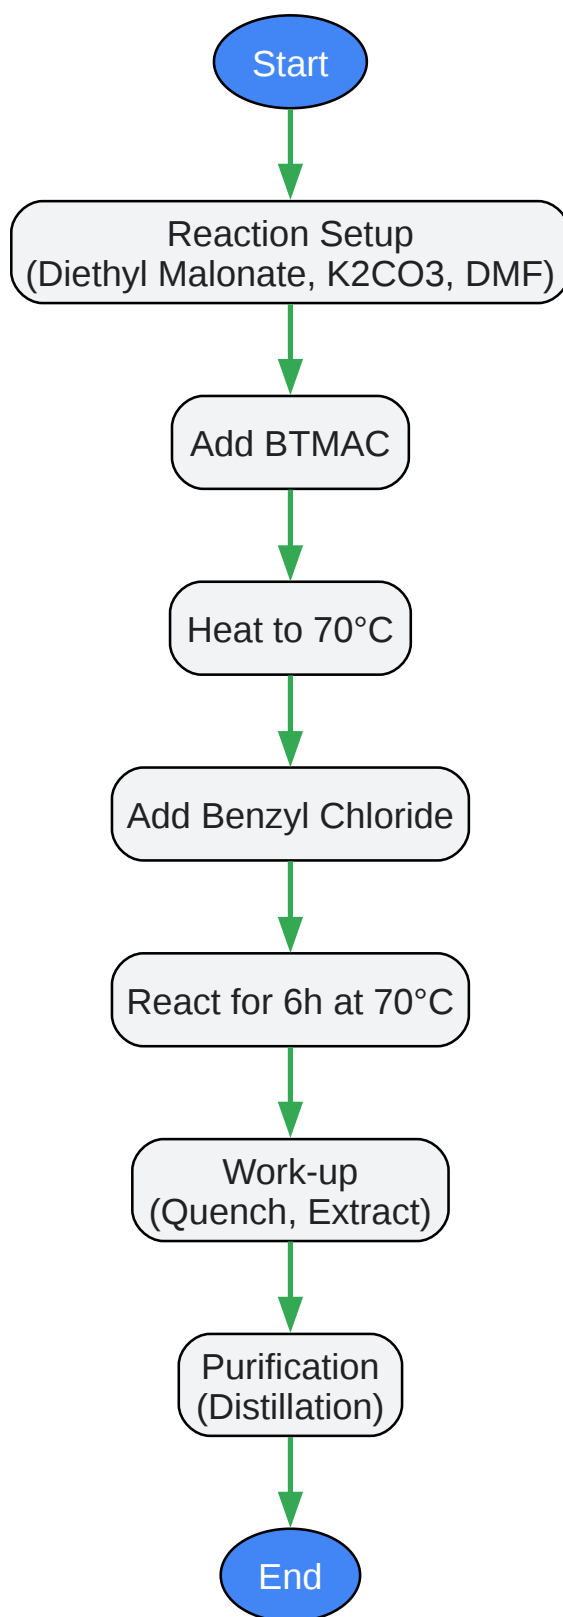 Start
Reaction Setup
(Diethyl Malonate, K2CO3, DMF)
Add BTMAC
Heat to 70°C
Add Benzyl Chloride
React for 6h at 70°C
Work-up
(Quench, Extract)
Purification
(Distillation)
End